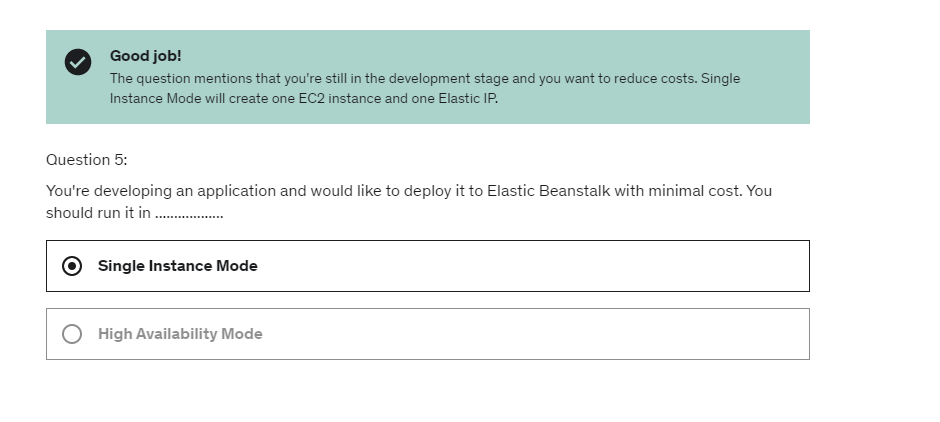 Good job!
The question mentions that you're still in the development stage and you want to reduce costs. Single
Instance Mode will create one EC2 instance and one Elastic IP.
Question 5:
You're developing an application and would like to deploy it to Elastic Beanstalk with minimal cost. You
should run it in ..................
Single Instance Mode
High Availability Mode